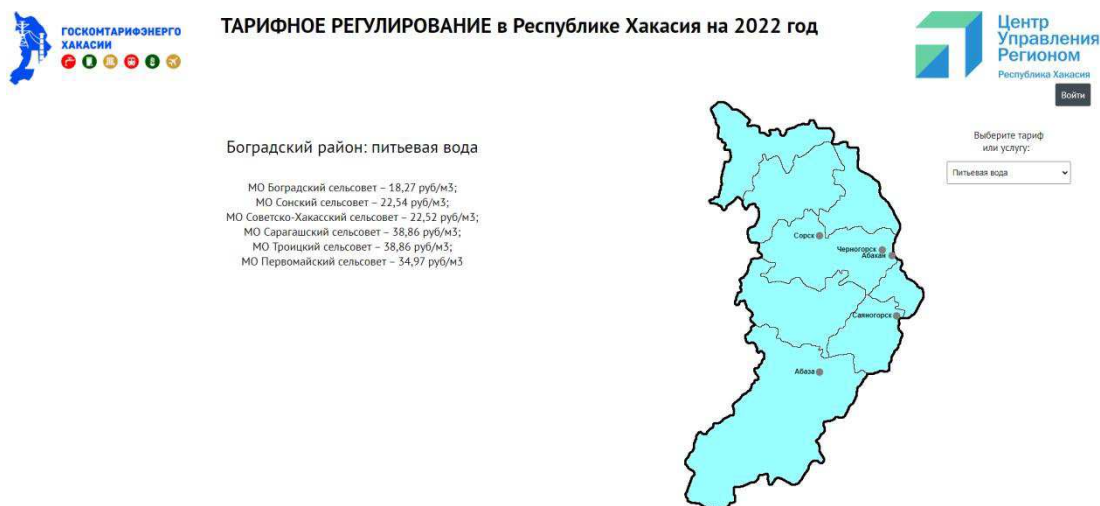 ГОСКОМТАРИФЭНЕРГО
ХАКАСИИ
ТАРИФНОЕ РЕГУЛИРОВАНИЕ в Республике Хакасия на 2022 год
Центр
Управления
Регионом
Республика Хакасия
Войти
Боградский район: питьевая вода
МО Боградский сельсовет – 18,27 руб/м3;
МО Сонский сельсовет – 22,54 руб/м3;
МО Советско-Хакасский сельсовет – 22,52 руб/м3;
МО Сарагашский сельсовет – 38,86 руб/м3;
МО Троицкий сельсовет – 38,86 руб/м3;
МО Первомайский сельсовет – 34,97 руб/м3
Выберите тариф
или услугу:
Питьевая вода
Сорск
Черногорск
Абакан
Саяногорск
Абаза